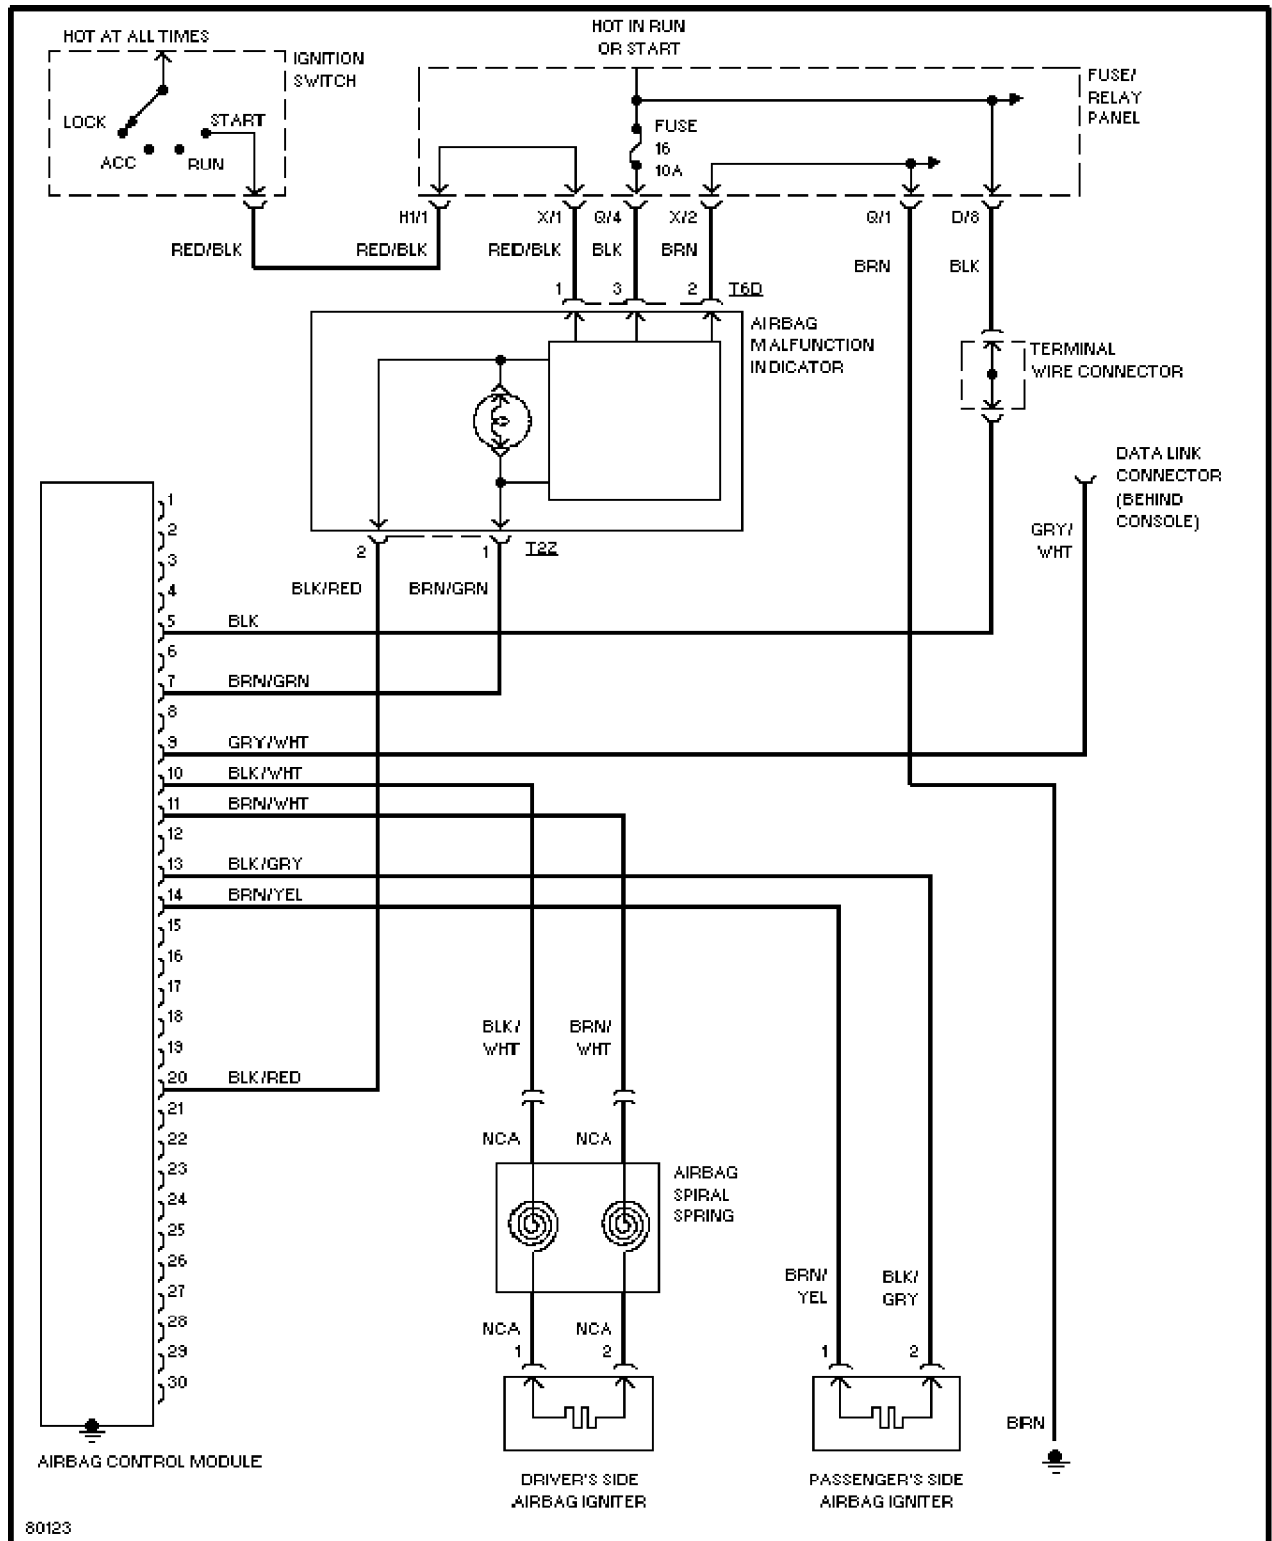 HOT AT ALL TIMES
IGNITION
SWITCH
LOCK
START
ACC
RUN
HOT IN RUN
OR START
FUSE/
RELAY
PANEL
FUSE
16
10A
H1/1
X/1
Q/4
X/2
Q/1
D/8
RED/BLK
RED/BLK
RED/BLK
BLK
BRN
BRN
BLK
1
3
2
T6D
AIRBAG
MALFUNCTION
INDICATOR
TERMINAL
WIRE CONNECTOR
DATA LINK
CONNECTOR
(BEHIND
CONSOLE)
GRY/
WHT
2
1
T2Z
BLK/RED
BRN/GRN
1
2
3
4
5 BLK
6
7 BRN/GRN
8
9 GRY/WHT
10 BLK/WHT
11 BRN/WHT
12
13 BLK/GRY
14 BRN/YEL
15
16
17
18
19
20 BLK/RED
21
22
23
24
25
26
27
28
29
30
BLK/
WHT
BRN/
WHT
NCA
NCA
AIRBAG
SPIRAL
SPRING
NCA
NCA
1
2
BRN/
YEL
BLK/
GRY
1
2
BRN
AIRBAG CONTROL MODULE
DRIVER'S SIDE
AIRBAG IGNITER
PASSENGER'S SIDE
AIRBAG IGNITER
80123